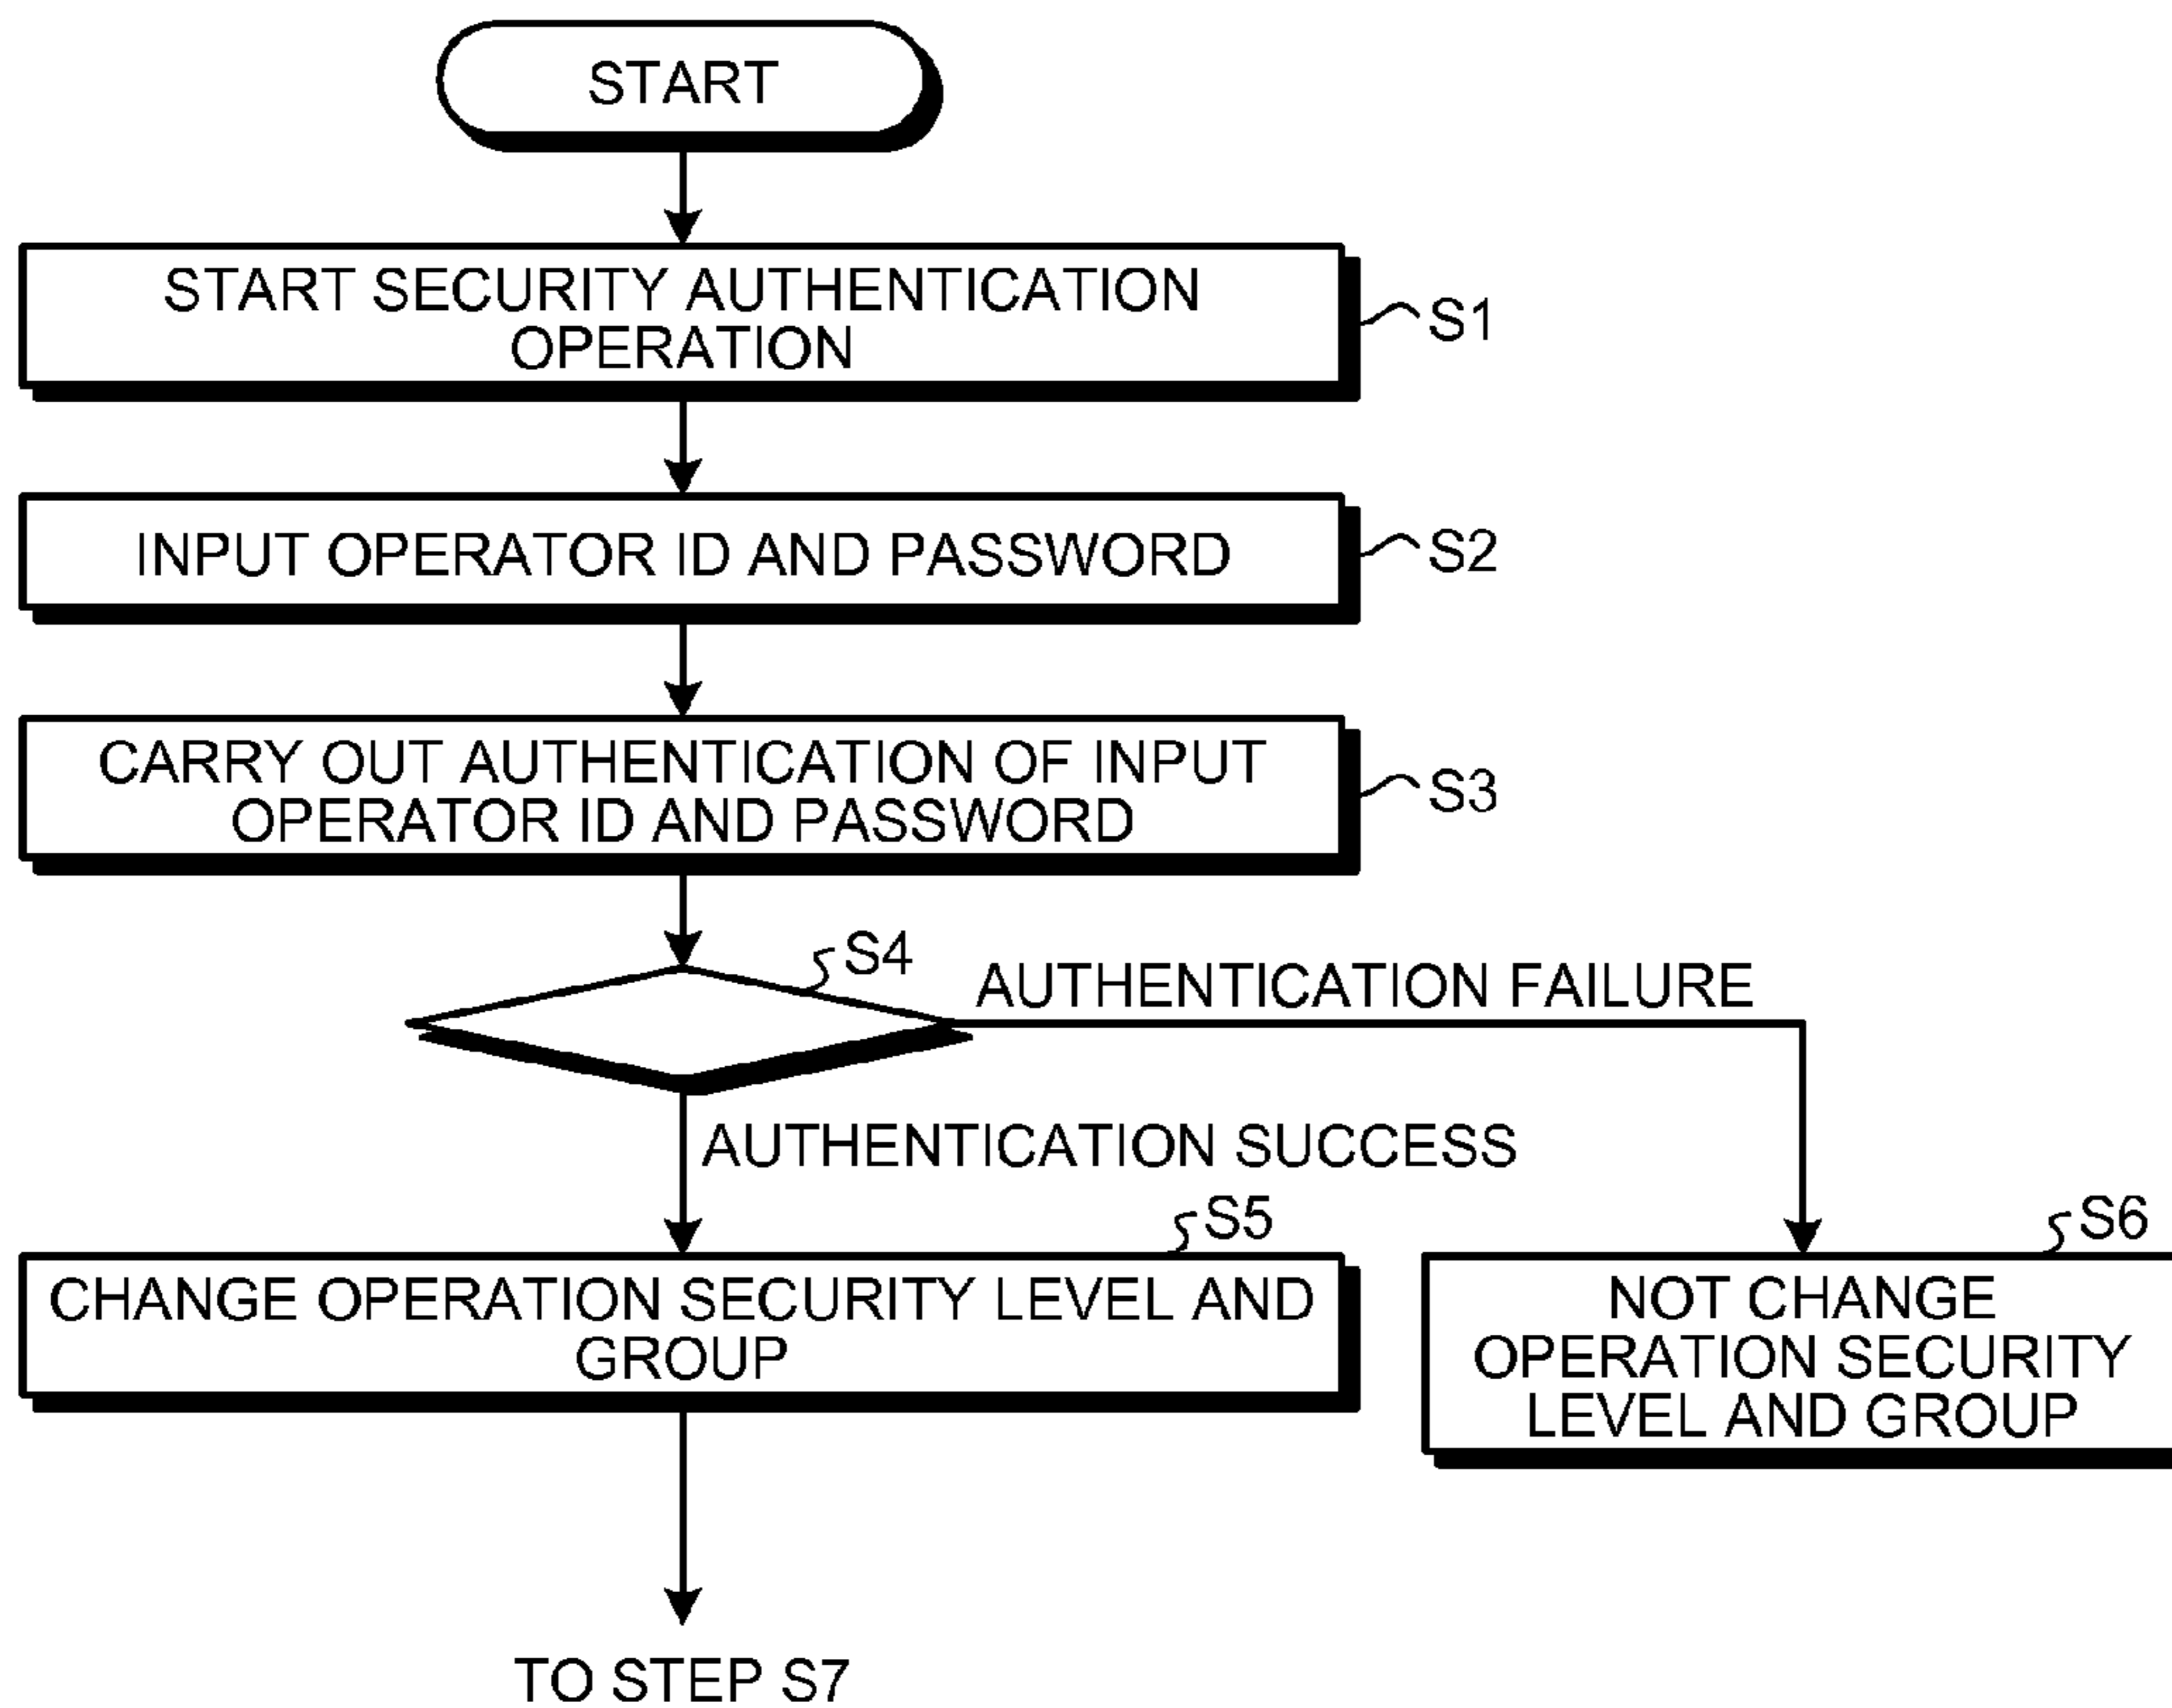 START
START SECURITY AUTHENTICATION
OPERATION
S1
INPUT OPERATOR ID AND PASSWORD
S2
CARRY OUT AUTHENTICATION OF INPUT
OPERATOR ID AND PASSWORD
S3
S4
AUTHENTICATION FAILURE
AUTHENTICATION SUCCESS
S5
CHANGE OPERATION SECURITY LEVEL AND
GROUP
S6
NOT CHANGE
OPERATION SECURITY
LEVEL AND GROUP
TO STEP S7